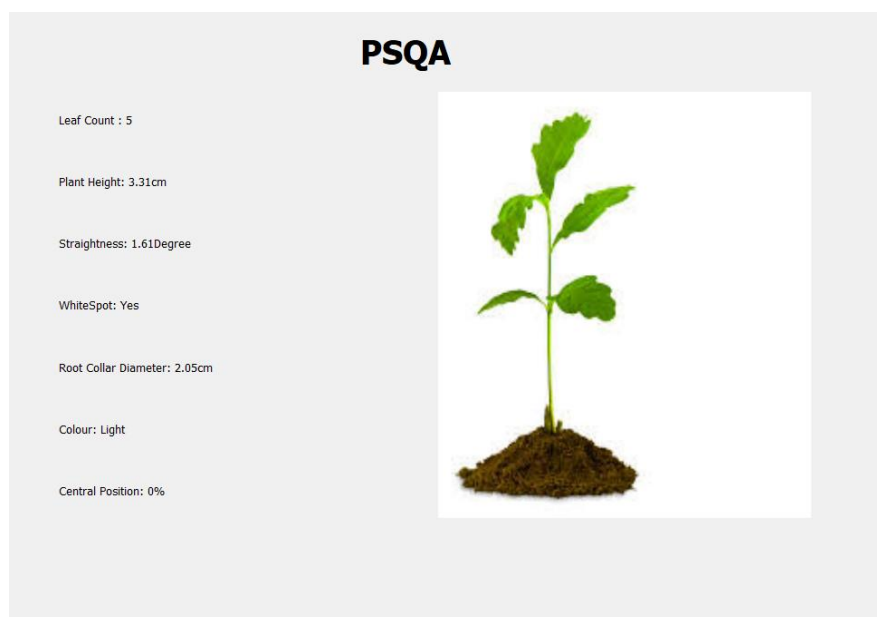 PSQA
Leaf Count : 5
Plant Height: 3.31cm
Straightness: 1.61Degree
WhiteSpot: Yes
Root Collar Diameter: 2.05cm
Colour: Light
Central Position: 0%